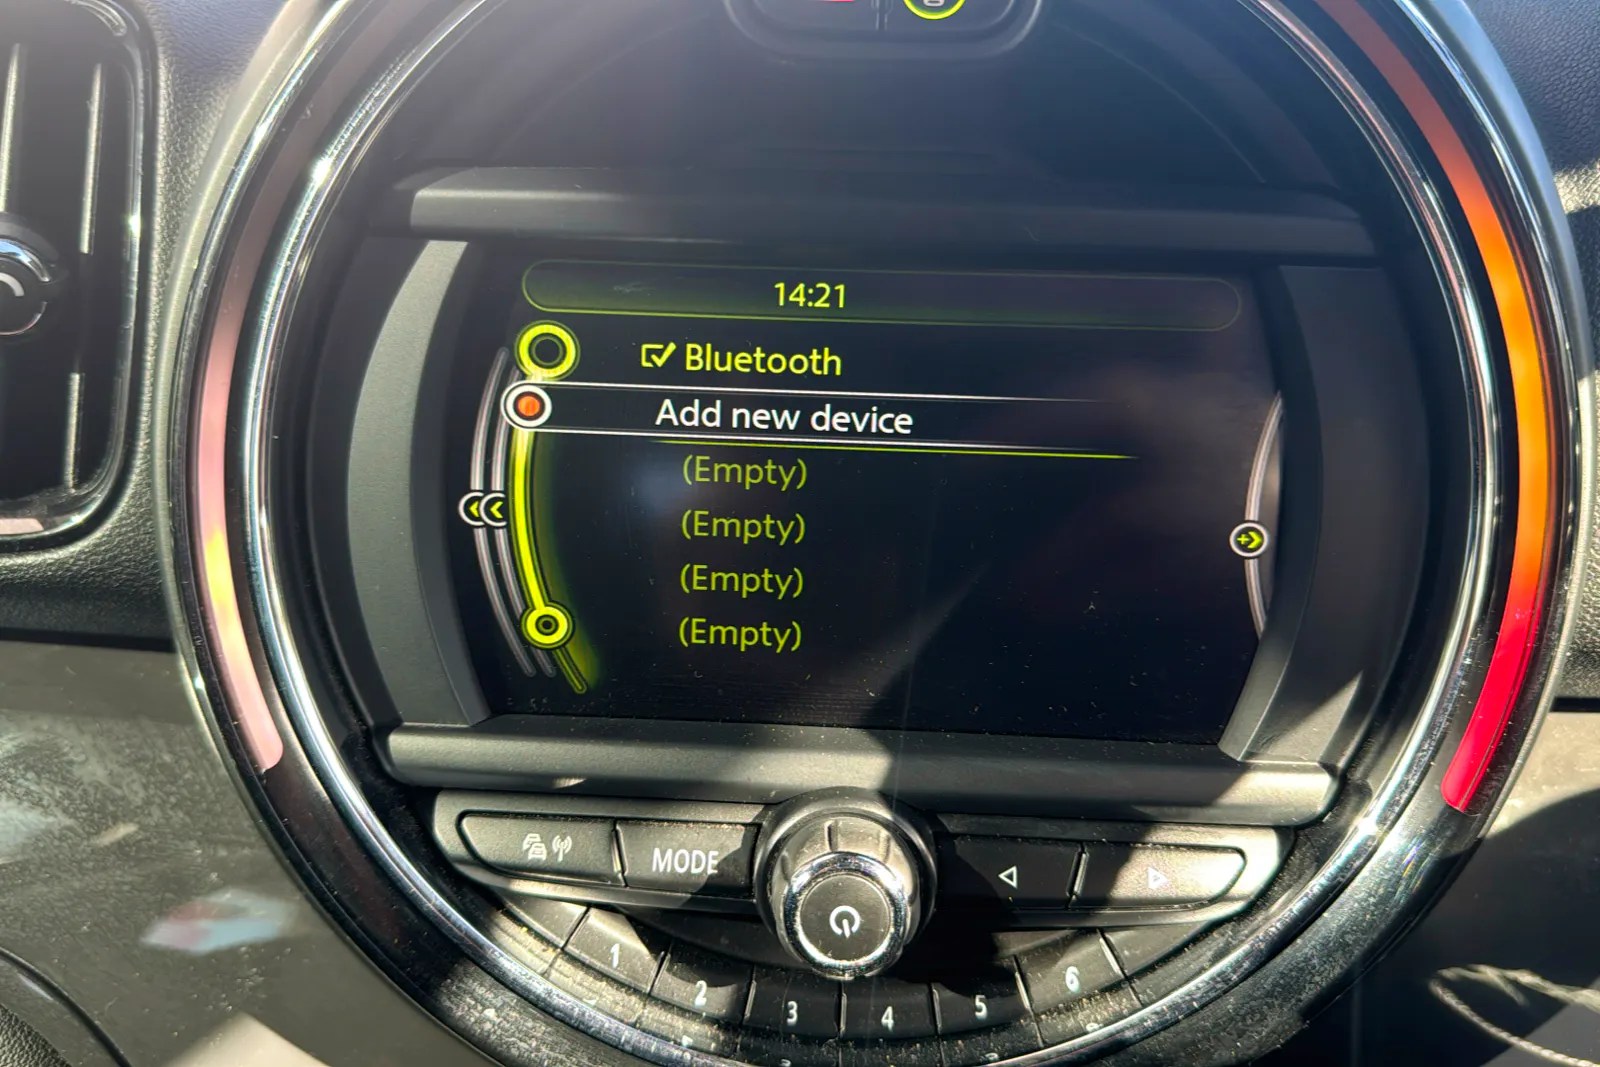 14:21
Bluetooth
Add new device
(Empty)
(Empty)
(Empty)
(Empty)
MODE
1
2
3
4
5
6